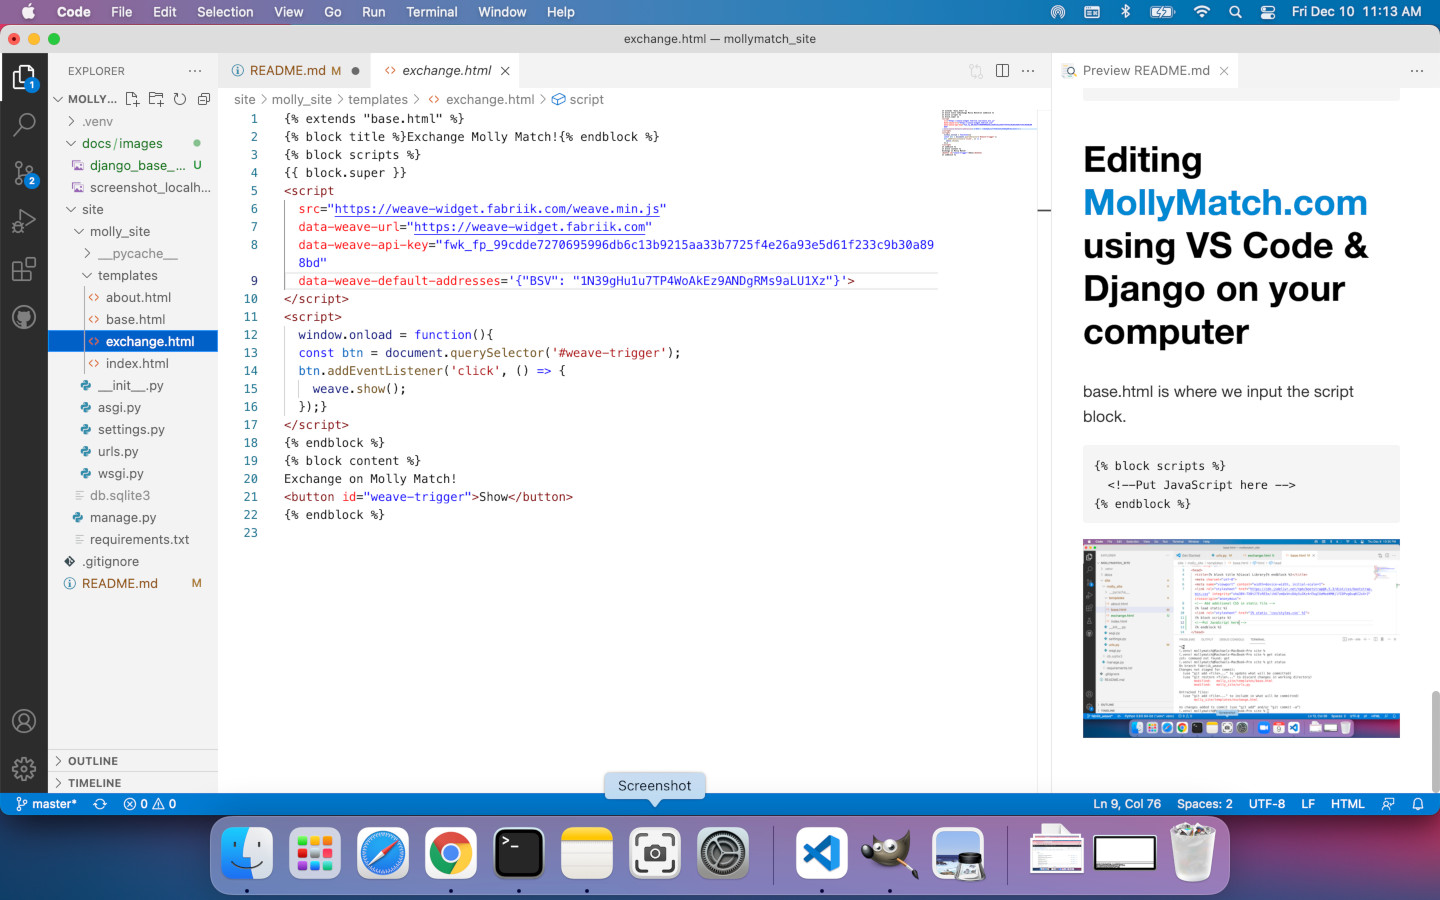 Code File Edit Selection View Go Run Terminal Window Help Fri Dec 10 11:13 AM
exchange.html — mollymatch_site
EXPLORER
README.md M
exchange.html
Preview README.md
MOLLY...
site > molly_site > templates > exchange.html > script
.venv
docs/images
django_base_... U
screenshot_localh...
site
molly_site
__pycache__
templates
about.html
base.html
exchange.html
index.html
__init__.py
asgi.py
settings.py
urls.py
wsgi.py
db.sqlite3
manage.py
requirements.txt
.gitignore
README.md M
OUTLINE
TIMELINE
1 {% extends "base.html" %}
2 {% block title %}Exchange Molly Match!{% endblock %}
3 {% block scripts %}
4 {{ block.super }}
5 <script
6 src="https://weave-widget.fabriik.com/weave.min.js"
7 data-weave-url="https://weave-widget.fabriik.com"
8 data-weave-api-key="fwk_fp_99cdde7270695996db6c13b9215aa33b7725f4e26a93e5d61f233c9b30a89
8bd"
9 data-weave-default-addresses='{"BSV": "1N39gHu1u7TP4WoAkEz9ANDgRMs9aLU1Xz"}'>
10 </script>
11 <script>
12 window.onload = function(){
13 const btn = document.querySelector('#weave-trigger');
14 btn.addEventListener('click', () => {
15 weave.show();
16 });}
17 </script>
18 {% endblock %}
19 {% block content %}
20 Exchange on Molly Match!
21 <button id="weave-trigger">Show</button>
22 {% endblock %}
23
Editing
MollyMatch.com
using VS Code &
Django on your
computer
base.html is where we input the script
block.
{% block scripts %}
<!--Put JavaScript here -->
{% endblock %}
Screenshot
master* 0 0 Ln 9, Col 76 Spaces: 2 UTF-8 LF HTML